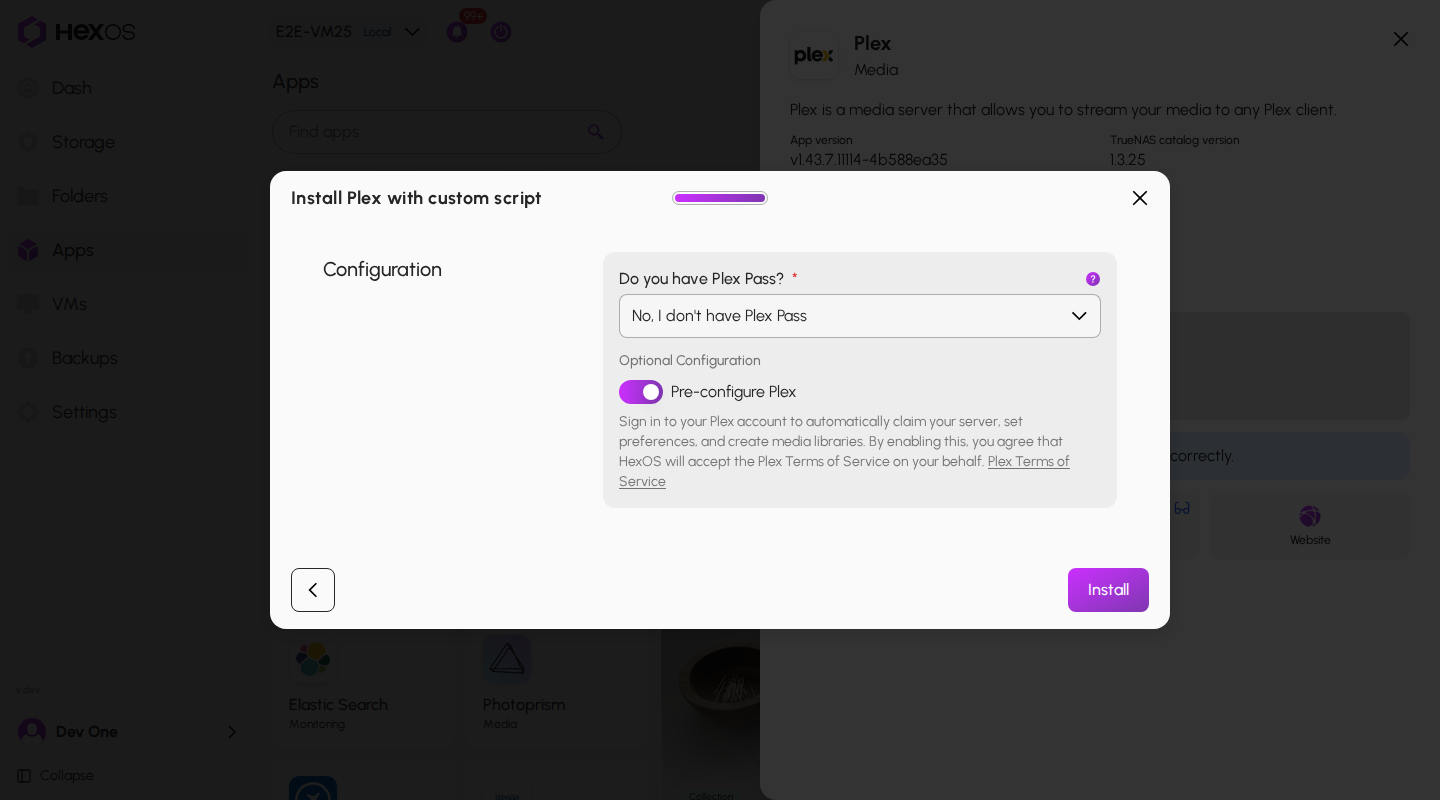 HEXOS
E2E-VM25 Local
99+
Dash
Storage
Folders
Apps
VMs
Backups
Settings
v.dev
Dev One
Collapse
Apps
Find apps
Elastic Search
Monitoring
Photoprism
Media
Collection
plex
Plex
Media
Plex is a media server that allows you to stream your media to any Plex client.
App version
v1.43.7.11114-4b588ea35
TrueNAS catalog version
1.3.25
correctly.
Website
Install Plex with custom script
Configuration
Do you have Plex Pass? *
?
No, I don't have Plex Pass
Optional Configuration
Pre-configure Plex
Sign in to your Plex account to automatically claim your server, set
preferences, and create media libraries. By enabling this, you agree that
HexOS will accept the Plex Terms of Service on your behalf. Plex Terms of
Service
Install